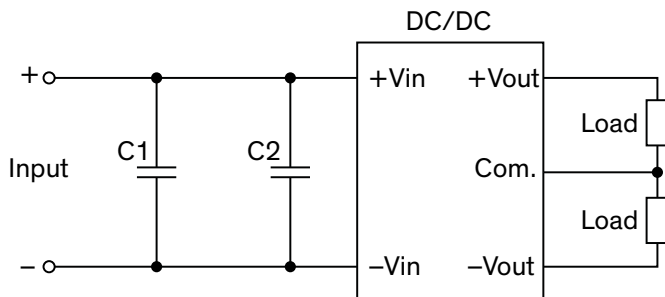 DC/DC
+
+Vin
+Vout
C1
C2
Load
Input
Com.
Load
–
–Vin
–Vout